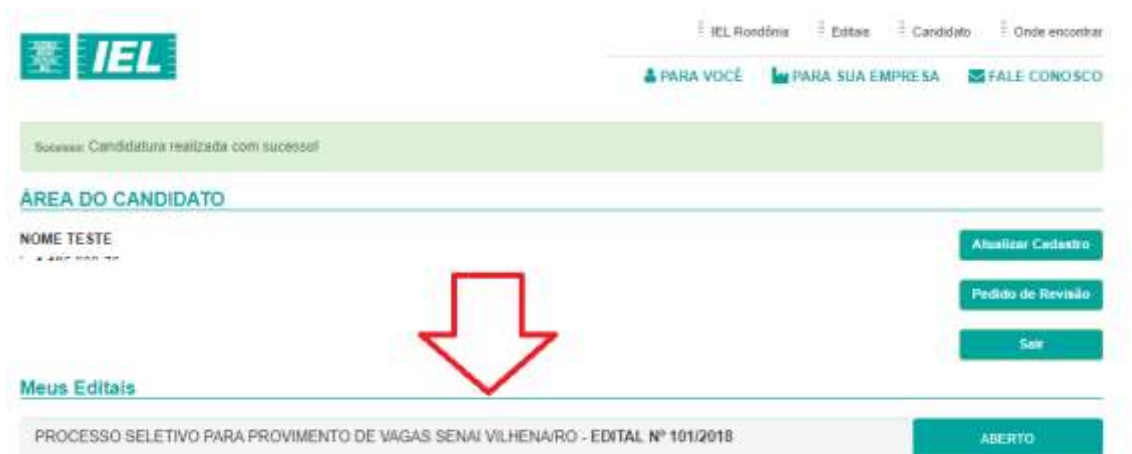 IEL
IEL Rondônia Editais Candidato Onde encontrar
PARA VOCÊ PARA SUA EMPRESA FALE CONOSCO
Sucesso: Candidatura realizada com sucesso!
ÁREA DO CANDIDATO
NOME TESTE
Atualizar Cadastro
Pedido de Revisão
Sair
Meus Editais
PROCESSO SELETIVO PARA PROVIMENTO DE VAGAS SENAI VILHENA/RO - EDITAL Nº 101/2018 ABERTO